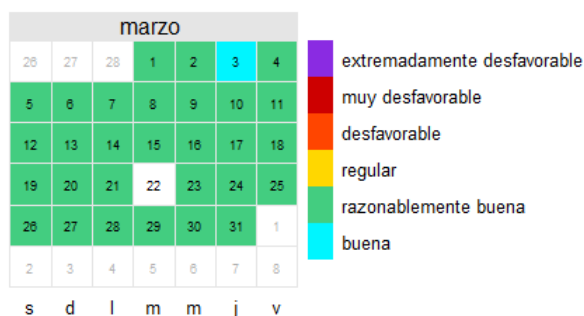 marzo
26 27 28 1 2 3 4
5 6 7 8 9 10 11
12 13 14 15 16 17 18
19 20 21 22 23 24 25
26 27 28 29 30 31 1
2 3 4 5 6 7 8
s d l m m j v
extremadamente desfavorable
muy desfavorable
desfavorable
regular
razonablemente buena
buena